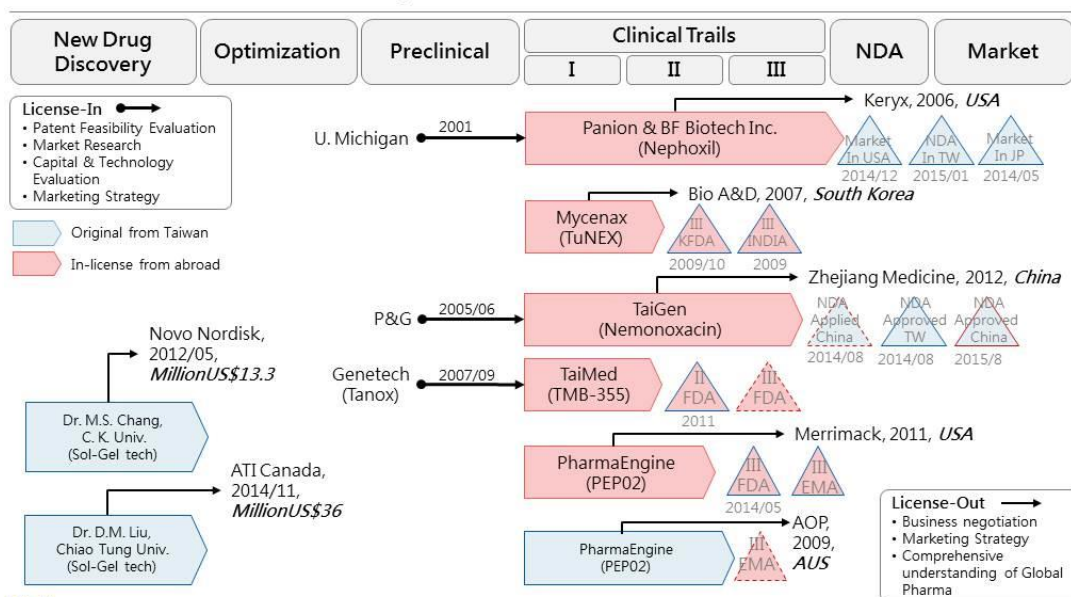 New Drug
Discovery
Optimization
Preclinical
Clinical Trails
I
II
III
NDA
Market
License-In
• Patent Feasibility Evaluation
• Market Research
• Capital & Technology
Evaluation
• Marketing Strategy
Original from Taiwan
In-license from abroad
Keryx, 2006, USA
U. Michigan
2001
Panion & BF Biotech Inc.
(Nephoxil)
Market
In USA
2014/12
NDA
In TW
2015/01
Market
In JP
2014/05
Bio A&D, 2007, South Korea
Mycenax
(TuNEX)
III
KFDA
2009/10
III
INDIA
2009
Zhejiang Medicine, 2012, China
P&G
2005/06
TaiGen
(Nemonoxacin)
NDA
Applied
China
2014/08
NDA
Approved
TW
2014/08
NDA
Approved
China
2015/8
Novo Nordisk,
2012/05,
MillionUS$13.3
Genetech
(Tanox)
2007/09
TaiMed
(TMB-355)
II
FDA
2011
III
FDA
Dr. M.S. Chang,
C. K. Univ.
(Sol-Gel tech)
Merrimack, 2011, USA
PharmaEngine
(PEP02)
III
FDA
2014/05
III
EMA
ATI Canada,
2014/11,
MillionUS$36
Dr. D.M. Liu,
Chiao Tung Univ.
(Sol-Gel tech)
PharmaEngine
(PEP02)
III
EMA
AOP,
2009,
AUS
License-Out
• Business negotiation
• Marketing Strategy
• Comprehensive
understanding of Global
Pharma